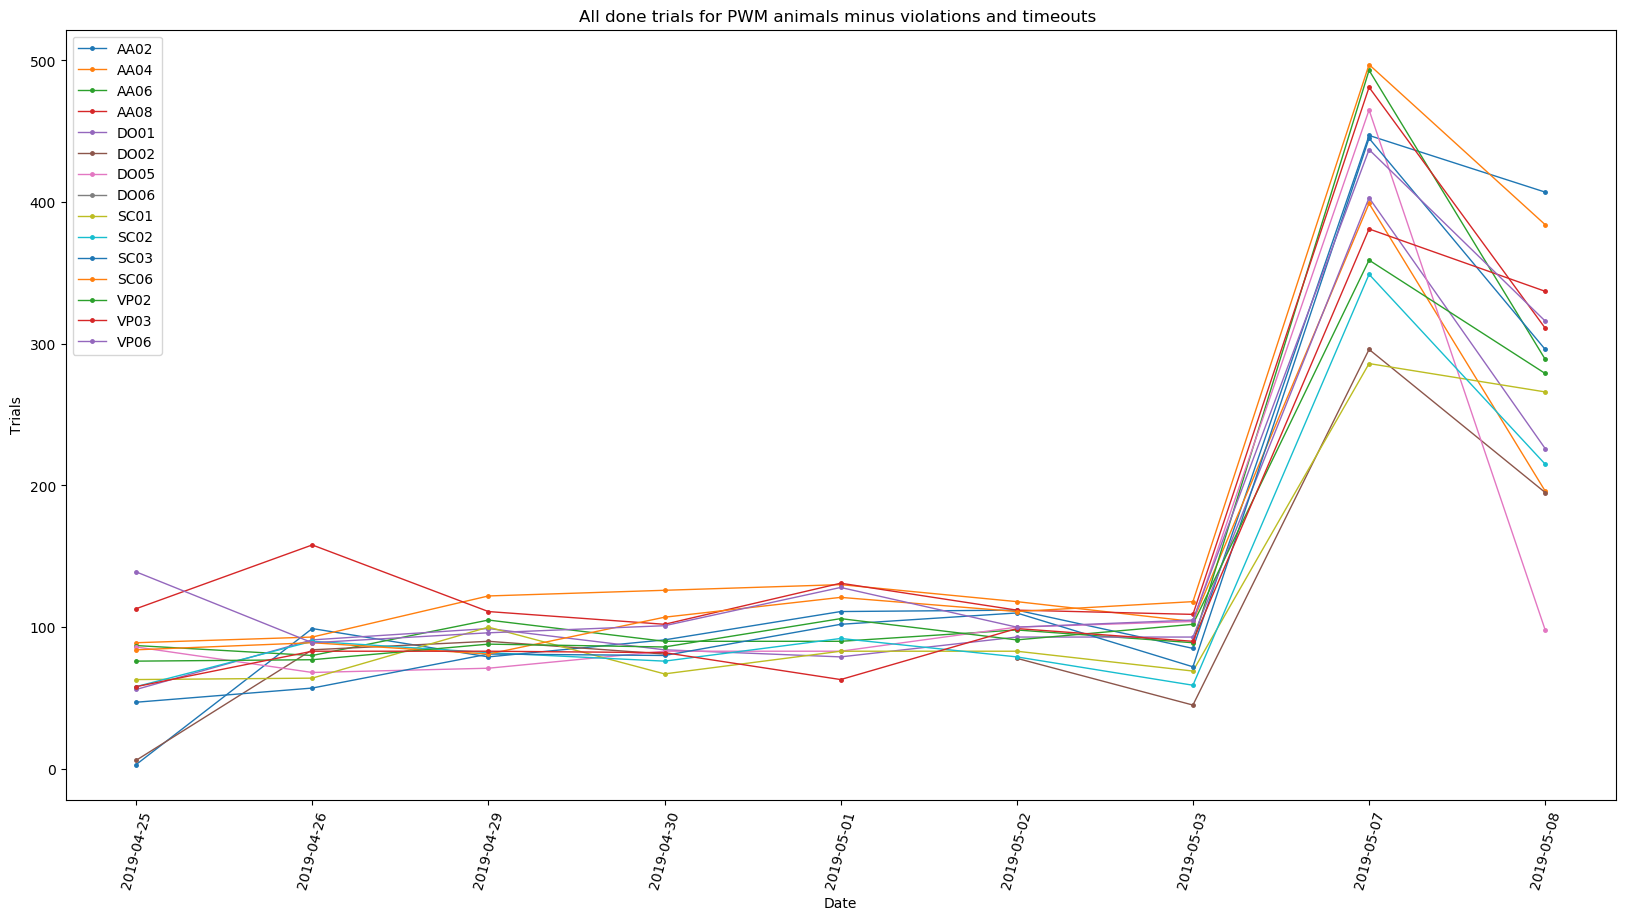 All done trials for PWM animals minus violations and timeouts
AA02
AA04
AA06
AA08
DO01
DO02
DO05
DO06
SC01
SC02
SC03
SC06
VP02
VP03
VP06
500
400
300
200
100
0
Trials
2019-04-25
2019-04-26
2019-04-29
2019-04-30
2019-05-01
2019-05-02
2019-05-03
2019-05-07
2019-05-08
Date